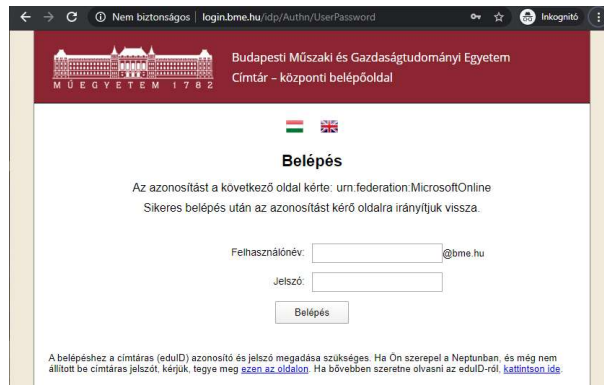 Nem biztonságos | login.bme.hu/idp/Authn/UserPassword Inkognitó
Budapesti Műszaki és Gazdaságtudományi Egyetem
Címtár – központi belépőoldal
MŰEGYETEM 1782
Belépés
Az azonosítást a következő oldal kérte: urn:federation:MicrosoftOnline
Sikeres belépés után az azonosítást kérő oldalra irányítjuk vissza.
Felhasználónév: @bme.hu
Jelszó:
Belépés
A belépéshez a címtáras (eduID) azonosító és jelszó megadása szükséges. Ha Ön szerepel a Neptunban, és még nem
állított be címtáras jelszót, kérjük, tegye meg ezen az oldalon. Ha bővebben szeretne olvasni az eduID-ról, kattintson ide.